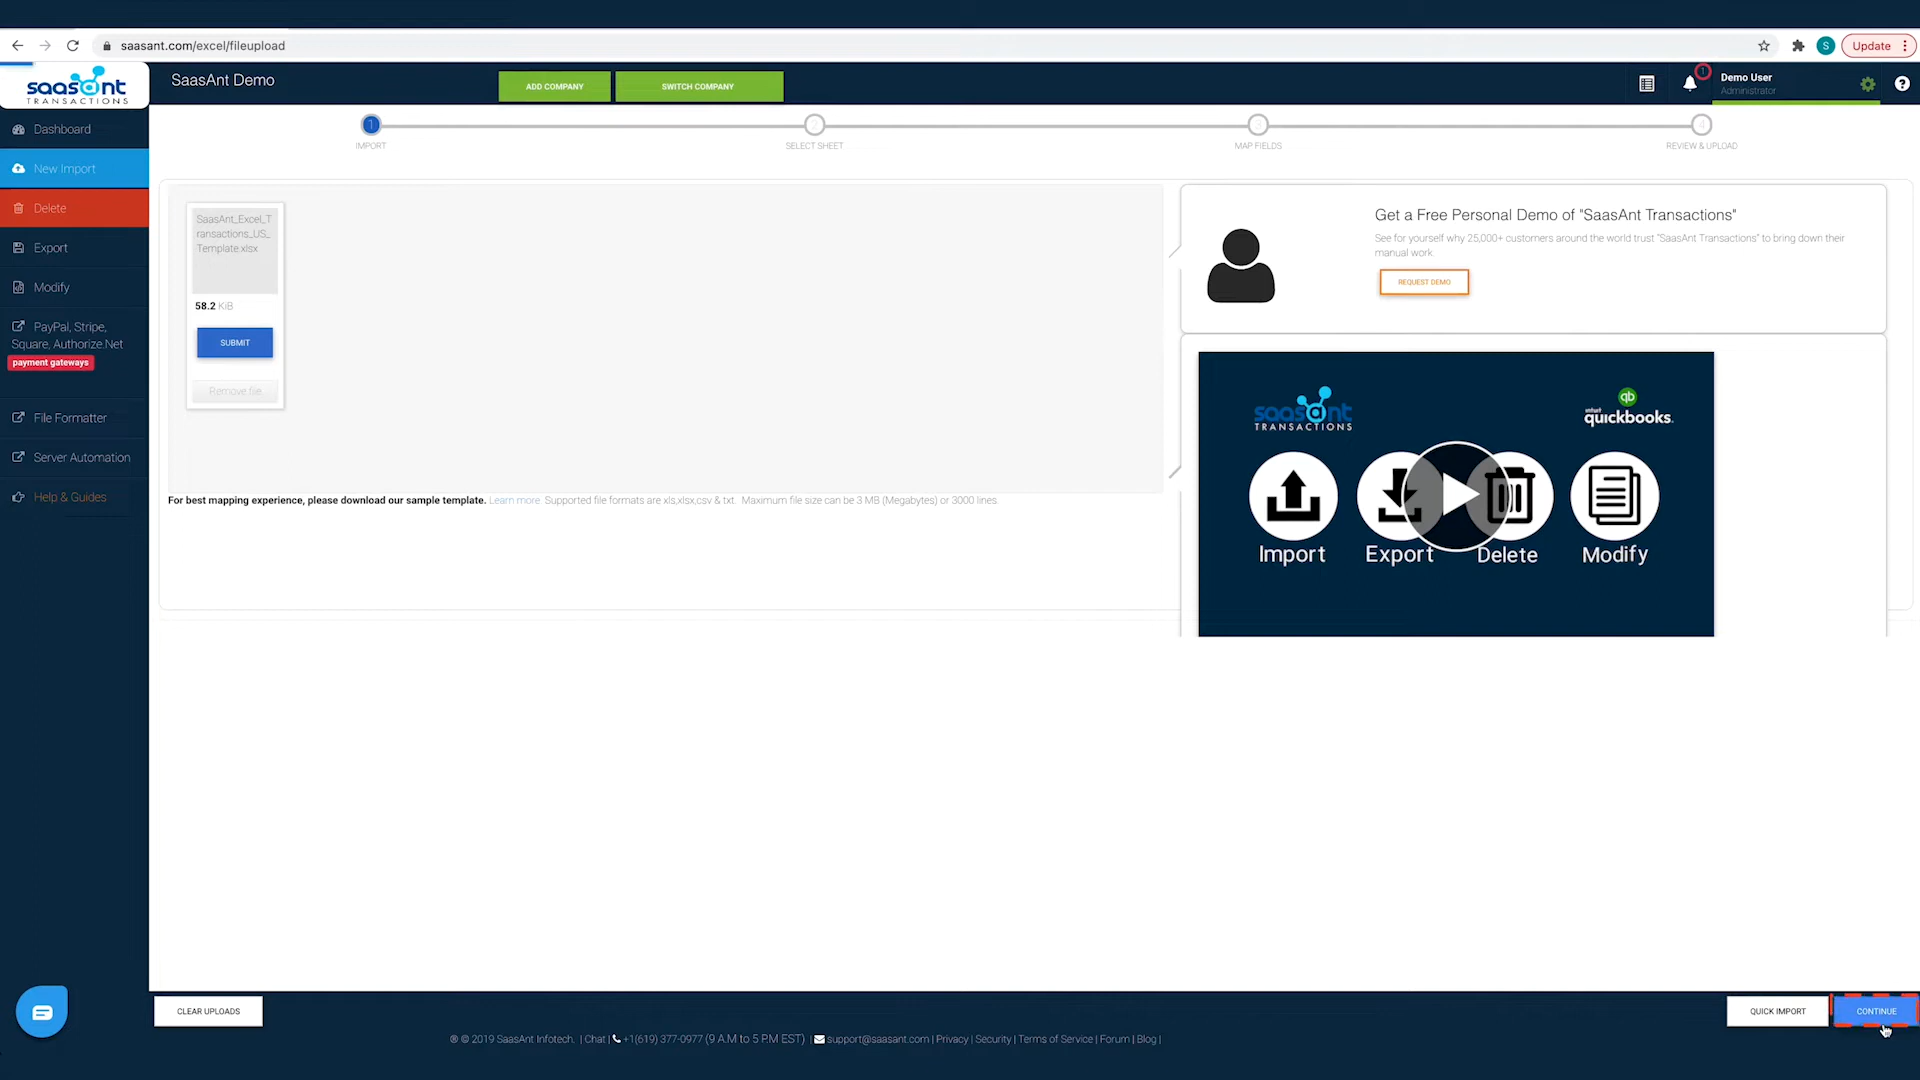 saasant.com/excel/fileupload
S
Update
saasant
TRANSACTIONS
SaasAnt Demo
ADD COMPANY
SWITCH COMPANY
1
Demo User
Administrator
?
Dashboard
New Import
Delete
Export
Modify
PayPal, Stripe,
Square, Authorize.Net
payment gateways
File Formatter
Server Automation
Help & Guides
1
2
3
4
IMPORT
SELECT SHEET
MAP FIELDS
REVIEW & UPLOAD
SaasAnt_Excel_T
ransactions_US_
Template.xlsx
58.2 KiB
SUBMIT
Remove file
For best mapping experience, please download our sample template. Learn more. Supported file formats are xls,xlsx,csv & txt. Maximum file size can be 3 MB (Megabytes) or 3000 lines
Get a Free Personal Demo of "SaasAnt Transactions"
See for yourself why 25,000+ customers around the world trust "SaasAnt Transactions" to bring down their
manual work.
REQUEST DEMO
saasant
TRANSACTIONS
qb
intuit
quickbooks.
Import
Export
Delete
Modify
CLEAR UPLOADS
QUICK IMPORT
CONTINUE
® © 2019 SaasAnt Infotech. | Chat | +1(619) 377-0977 (9 A.M to 5 P.M EST) | support@saasant.com | Privacy | Security | Terms of Service | Forum | Blog |